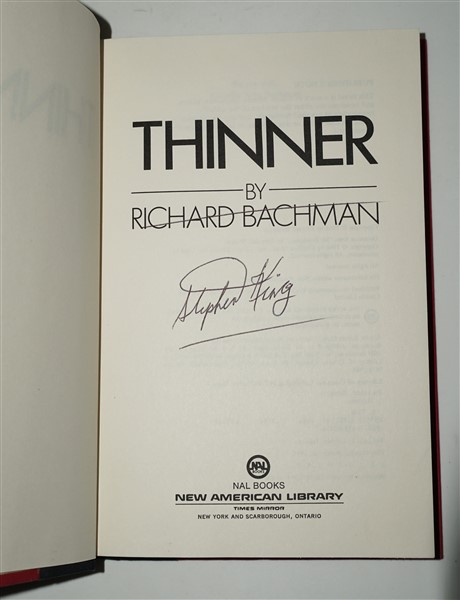 THINNER
BY
RICHARD BACHMAN
Stephen King
NAL
BOOKS
NAL BOOKS
NEW AMERICAN LIBRARY
TIMES MIRROR
NEW YORK AND SCARBOROUGH, ONTARIO